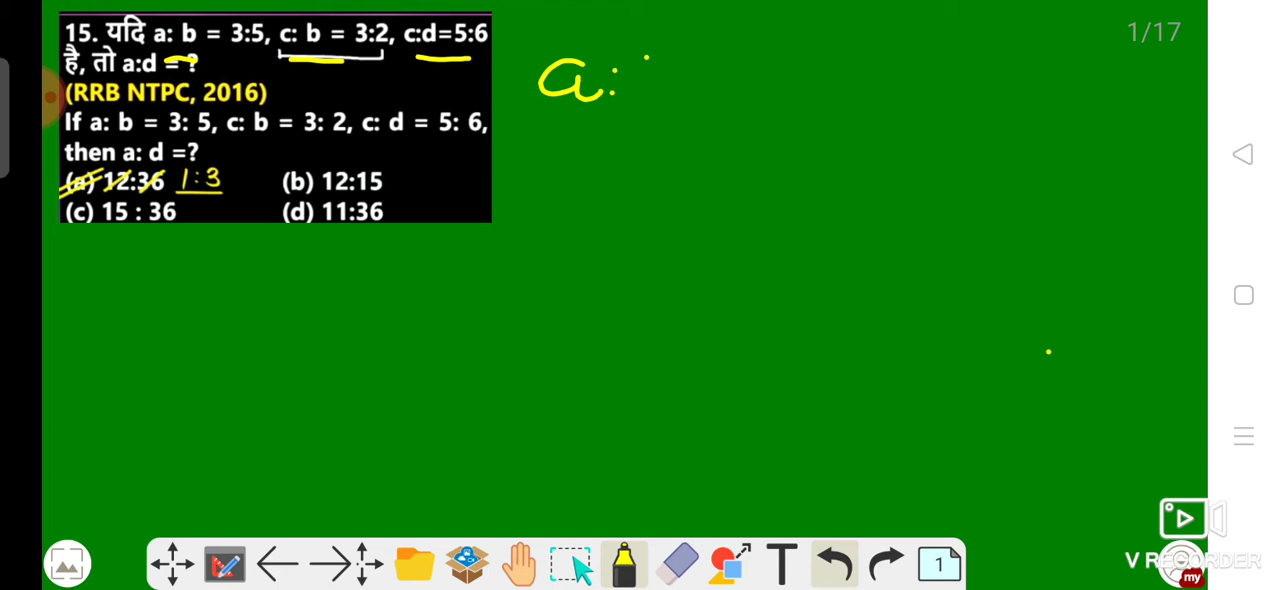 1/17
15. यदि a: b = 3:5, c: b = 3:2, c:d=5:6
है, तो a:d = ?
(RRB NTPC, 2016)
If a: b = 3: 5, c: b = 3: 2, c: d = 5: 6,
then a: d =?
(a) 12:36 1:3 (b) 12:15
(c) 15 : 36 (d) 11:36
a:
T
1
V RECORDER
my